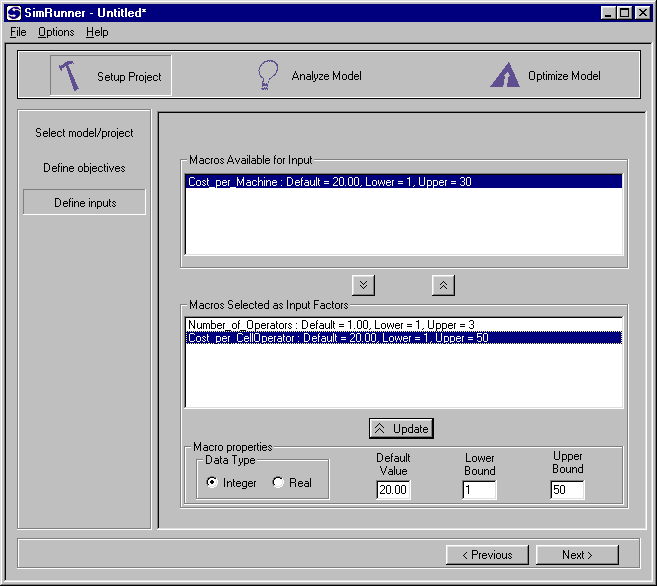 SimRunner - Untitled*
File Options Help
Setup Project
Analyze Model
Optimize Model
Select model/project
Define objectives
Define inputs
Macros Available for Input
Cost_per_Machine : Default = 20.00, Lower = 1, Upper = 30
Macros Selected as Input Factors
Number_of_Operators : Default = 1.00, Lower = 1, Upper = 3
Cost_per_CellOperator : Default = 20.00, Lower = 1, Upper = 50
Update
Macro properties
Data Type
Integer
Real
Default
Value
20.00
Lower
Bound
1
Upper
Bound
50
< Previous
Next >